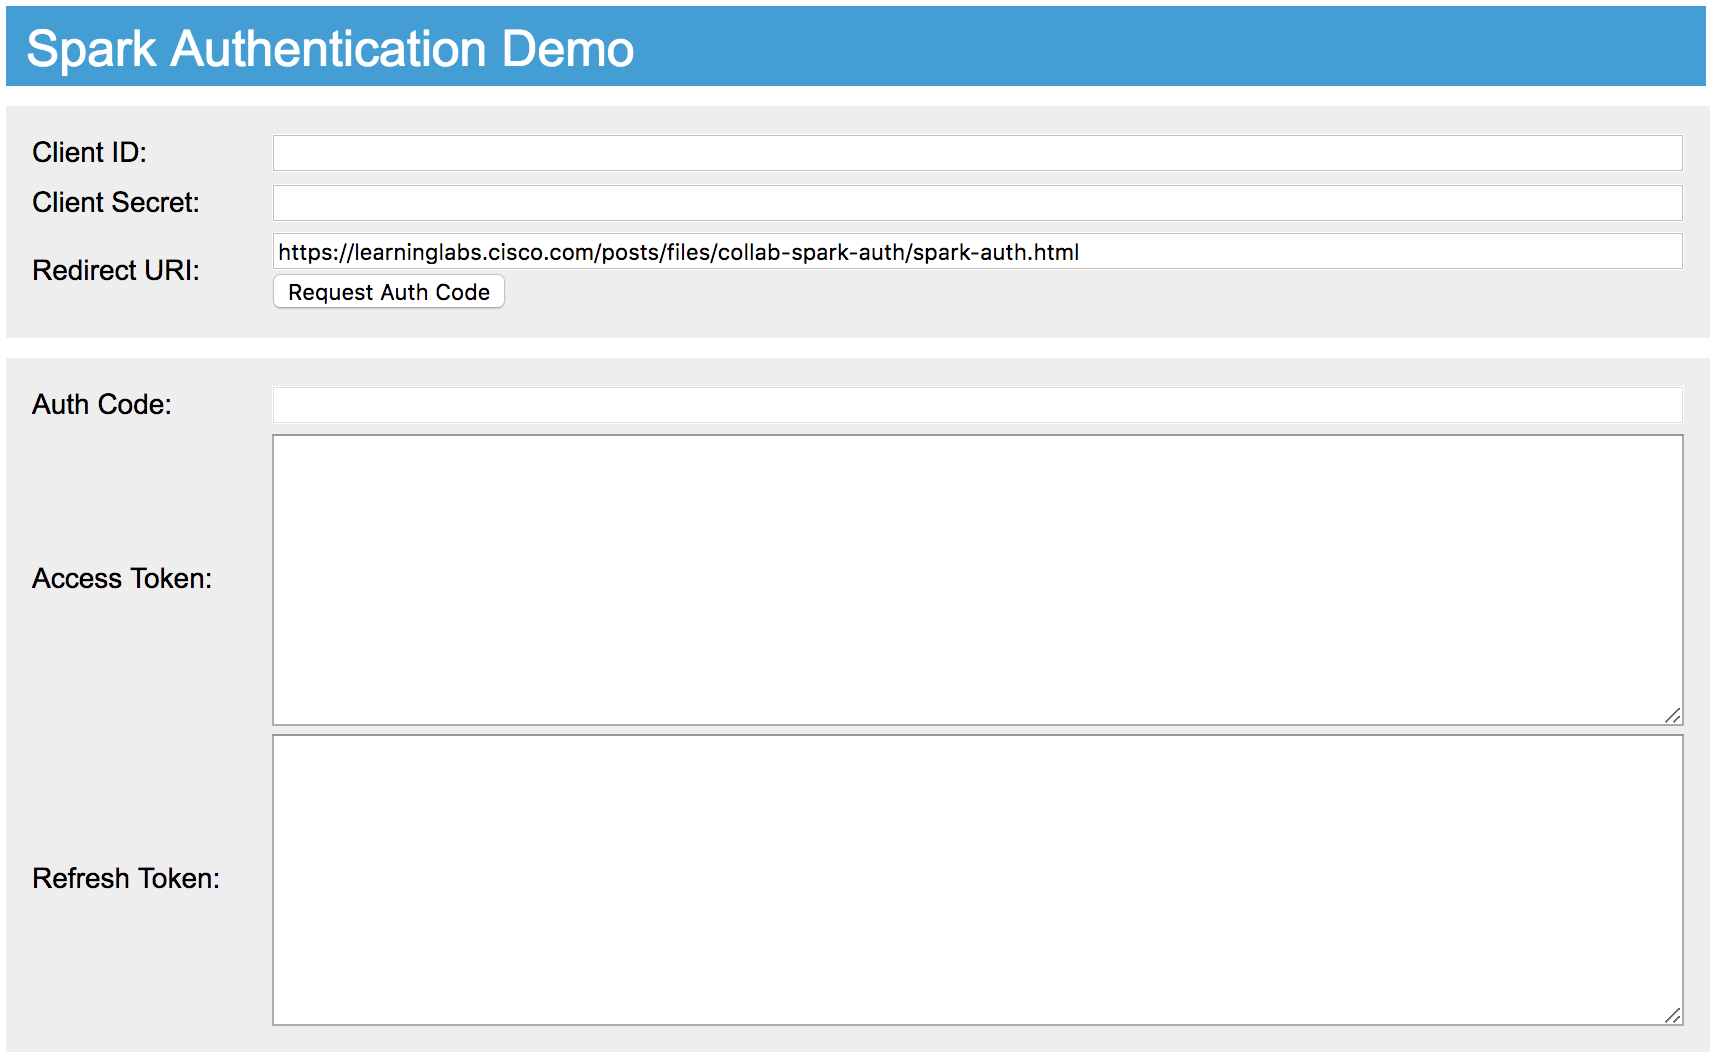 Spark Authentication Demo
Client ID:
Client Secret:
Redirect URI:
https://learninglabs.cisco.com/posts/files/collab-spark-auth/spark-auth.html
Request Auth Code
Auth Code:
Access Token:
Refresh Token: